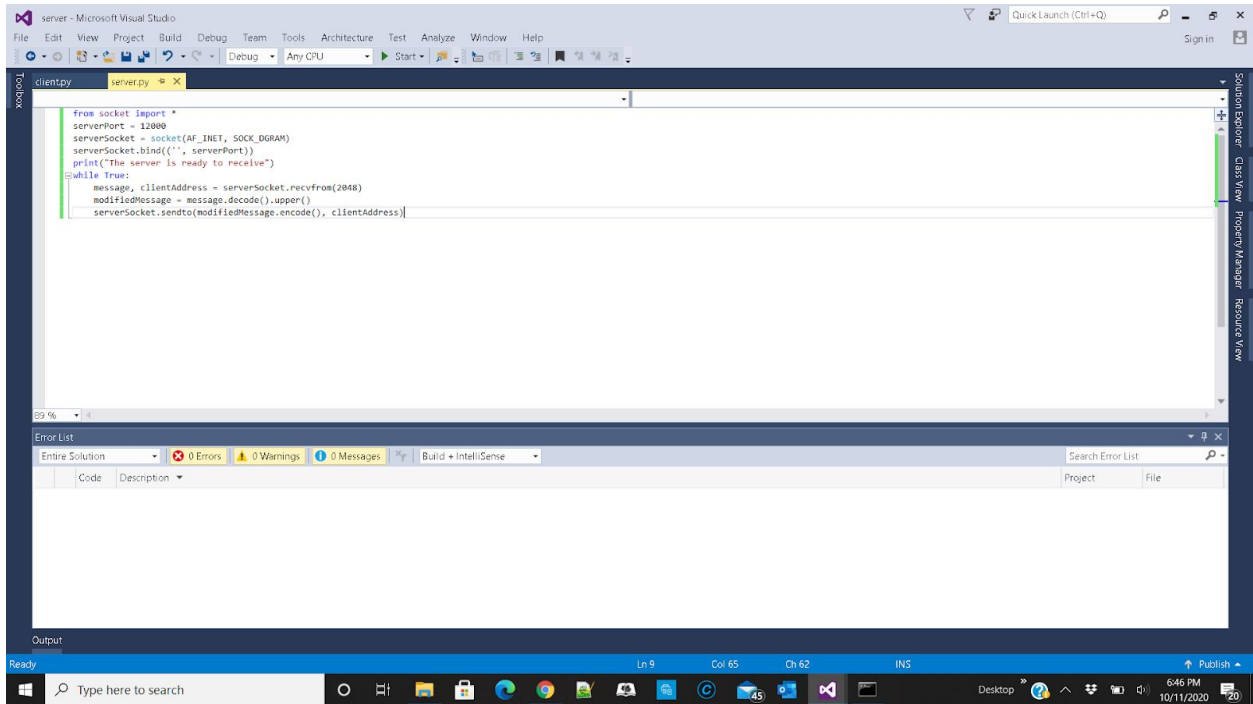 server - Microsoft Visual Studio
Quick Launch (Ctrl+Q)
File Edit View Project Build Debug Team Tools Architecture Test Analyze Window Help
Sign in
Debug Any CPU Start
Toolbox
client.py server.py
from socket import *
serverPort = 12000
serverSocket = socket(AF_INET, SOCK_DGRAM)
serverSocket.bind(('', serverPort))
print("The server is ready to receive")
while True:
message, clientAddress = serverSocket.recvfrom(2048)
modifiedMessage = message.decode().upper()
serverSocket.sendto(modifiedMessage.encode(), clientAddress)
Solution Explorer
Class View
Property Manager
Resource View
89 %
Error List
Entire Solution 0 Errors 0 Warnings 0 Messages Build + IntelliSense Search Error List
Code Description Project File
Output
Ready Ln 9 Col 65 Ch 62 INS Publish
Type here to search 45 Desktop 6:46 PM
10/11/2020 20